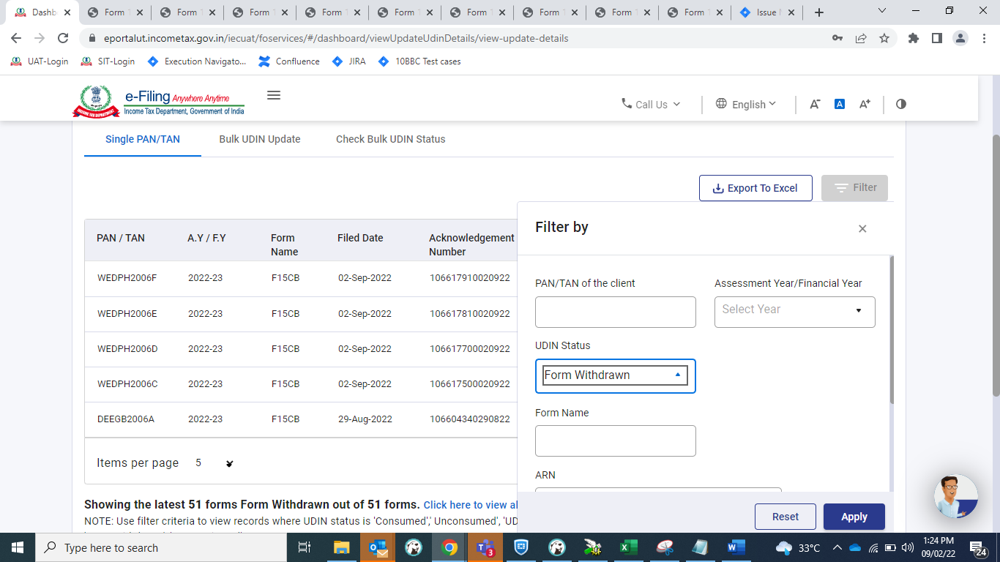 Dashb
Form
Form
Form
Form
Form
Form
Form
Form
Form
Issue
eportalut.incometax.gov.in/iecuat/foservices/#/dashboard/viewUpdateUdinDetails/view-update-details
UAT-Login
SIT-Login
Execution Navigato...
Confluence
JIRA
10BBC Test cases
e-Filing Anywhere Anytime
Income Tax Department, Government of India
Call Us
English
A-
A
A+
Single PAN/TAN
Bulk UDIN Update
Check Bulk UDIN Status
Export To Excel
Filter
PAN / TAN
A.Y / F.Y
Form
Name
Filed Date
Acknowledgement
Number
WEDPH2006F 2022-23 F15CB 02-Sep-2022 106617910020922
WEDPH2006E 2022-23 F15CB 02-Sep-2022 106617810020922
WEDPH2006D 2022-23 F15CB 02-Sep-2022 106617700020922
WEDPH2006C 2022-23 F15CB 02-Sep-2022 106617500020922
DEEGB2006A 2022-23 F15CB 29-Aug-2022 106604340290822
Items per page 5
Showing the latest 51 forms Form Withdrawn out of 51 forms. Click here to view al
NOTE: Use filter criteria to view records where UDIN status is 'Consumed',' Unconsumed', 'UD
Filter by
PAN/TAN of the client
Assessment Year/Financial Year
Select Year
UDIN Status
Form Withdrawn
Form Name
ARN
Reset
Apply
Type here to search
3
33°C
1:24 PM
09/02/22
24